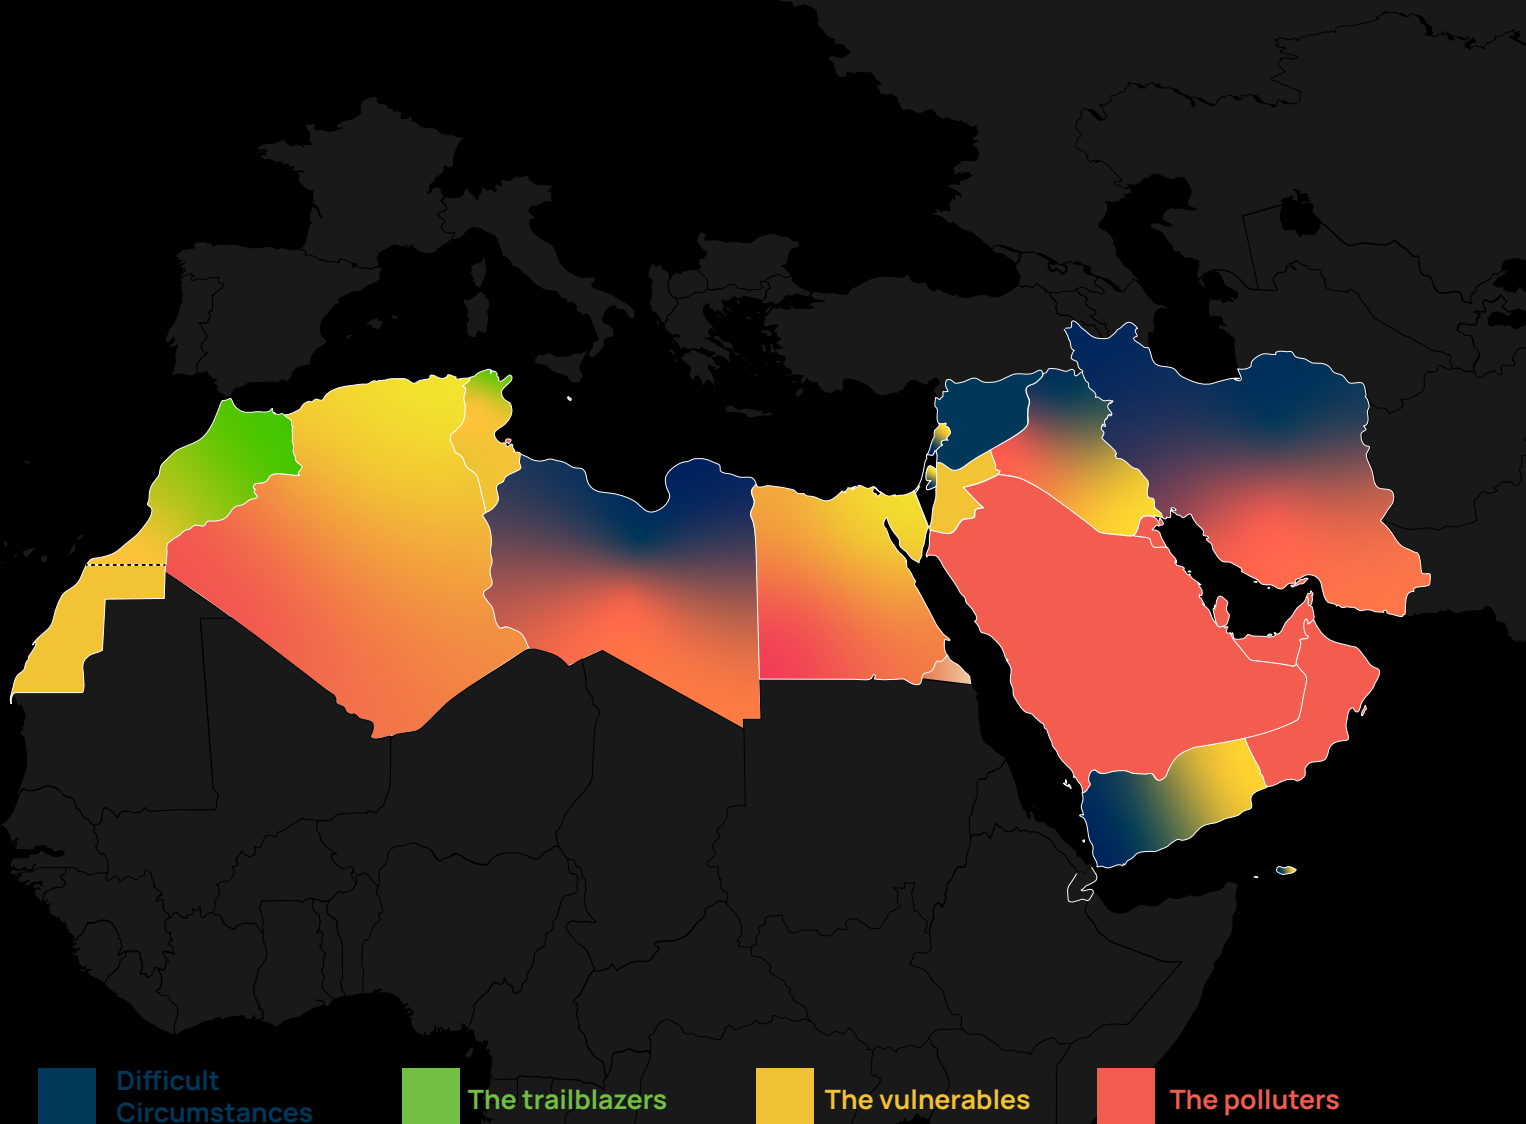 Difficult
Circumstances
The trailblazers
The vulnerables
The polluters